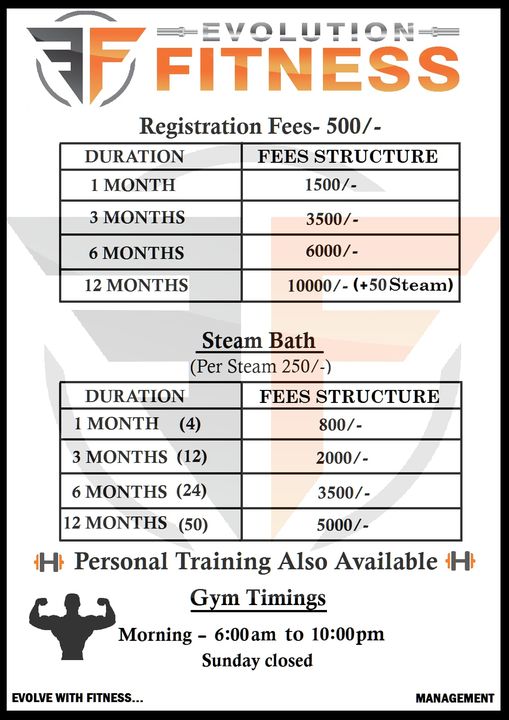 EVOLUTION
FITNESS
Registration Fees- 500/-
DURATION FEES STRUCTURE
1 MONTH 1500/-
3 MONTHS 3500/-
6 MONTHS 6000/-
12 MONTHS 10000/- (+50 Steam)
Steam Bath
(Per Steam 250/-)
DURATION FEES STRUCTURE
1 MONTH (4) 800/-
3 MONTHS (12) 2000/-
6 MONTHS (24) 3500/-
12 MONTHS (50) 5000/-
Personal Training Also Available
Gym Timings
Morning - 6:00am to 10:00pm
Sunday closed
EVOLVE WITH FITNESS... MANAGEMENT